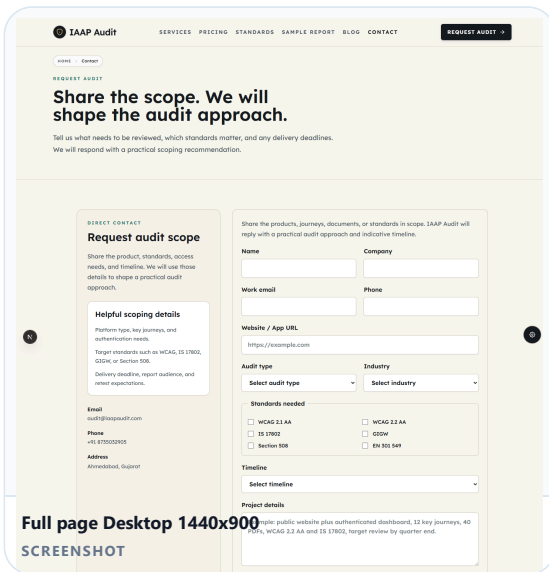 IAAP Audit
SERVICES PRICING STANDARDS SAMPLE REPORT BLOG CONTACT
REQUEST AUDIT →
HOME / Contact
REQUEST AUDIT
Share the scope. We will
shape the audit approach.
Tell us what needs to be reviewed, which standards matter, and any delivery deadlines.
We will respond with a practical scoping recommendation.
DIRECT CONTACT
Request audit scope
Share the product, standards, access
needs, and timeline. We will use those
details to shape a practical audit
approach.
Helpful scoping details
Platform type, key journeys, and
authentication needs.
Target standards such as WCAG, IS 17802,
GIGW, or Section 508.
Delivery deadline, report audience, and
retest expectations.
Email
audit@iaapaudit.com
Phone
+91 8735032905
Address
Ahmedabad, Gujarat
Share the products, journeys, documents, or standards in scope. IAAP Audit will
reply with a practical audit approach and indicative timeline.
Name Company
Work email Phone
Website / App URL
https://example.com
Audit type Industry
Select audit type Select industry
Standards needed
WCAG 2.1 AA WCAG 2.2 AA
IS 17802 GIGW
Section 508 EN 301 549
Timeline
Select timeline
Project details
Example: public website plus authenticated dashboard, 12 key journeys, 40
PDFs, WCAG 2.2 AA and IS 17802, target review by quarter end.
N
Full page Desktop 1440x900
SCREENSHOT